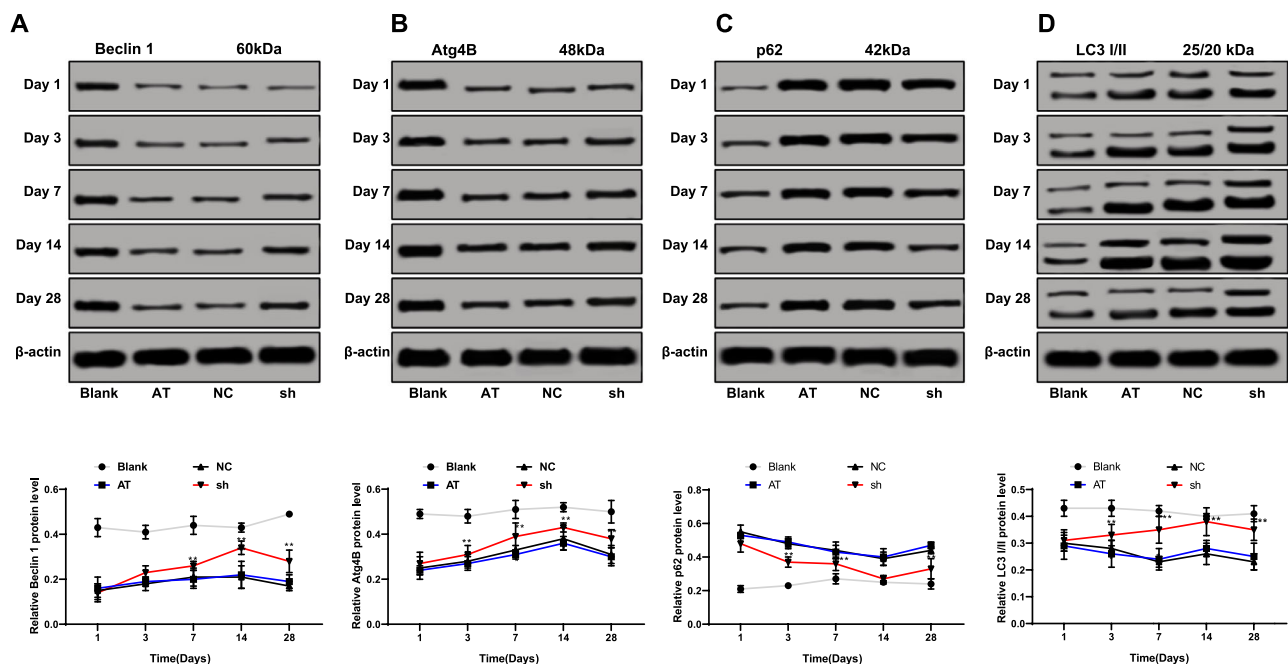 A
B
C
D
Beclin 1 60kDa
Atg4B 48kDa
p62 42kDa
LC3 I/II 25/20 kDa
Day 1
Day 3
Day 7
Day 14
Day 28
β-actin
Blank AT NC sh
Day 1
Day 3
Day 7
Day 14
Day 28
β-actin
Blank AT NC sh
Day 1
Day 3
Day 7
Day 14
Day 28
β-actin
Blank AT NC sh
Day 1
Day 3
Day 7
Day 14
Day 28
β-actin
Blank AT NC sh
Blank NC
AT sh
Relative Beclin 1 protein level
0.6
0.4
0.2
0.0
** ** **
1 3 7 14 28
Time(Days)
Blank NC
AT sh
Relative Atg4B protein level
0.6
0.4
0.2
0.0
** ** ** **
1 3 7 14 28
Time(Days)
Blank NC
AT sh
Relative p62 protein level
0.8
0.6
0.4
0.2
0.0
** ** ** **
1 3 7 14 28
Time(Days)
Blank NC
AT sh
Relative LC3 I/II protein level
0.5
0.4
0.3
0.2
0.1
0.0
** ** ** **
1 3 7 14 28
Time(Days)